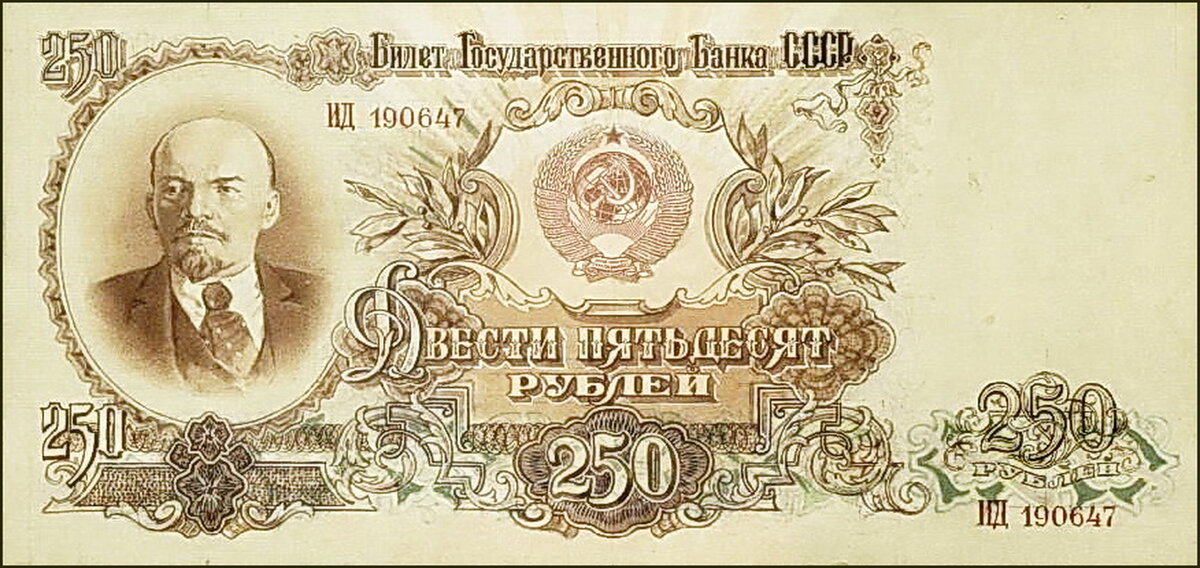 250
Билет Государственного Банка СССР
ИД 190647
Двести пятьдесят
рублей
250
250
250
рублей
ИД 190647